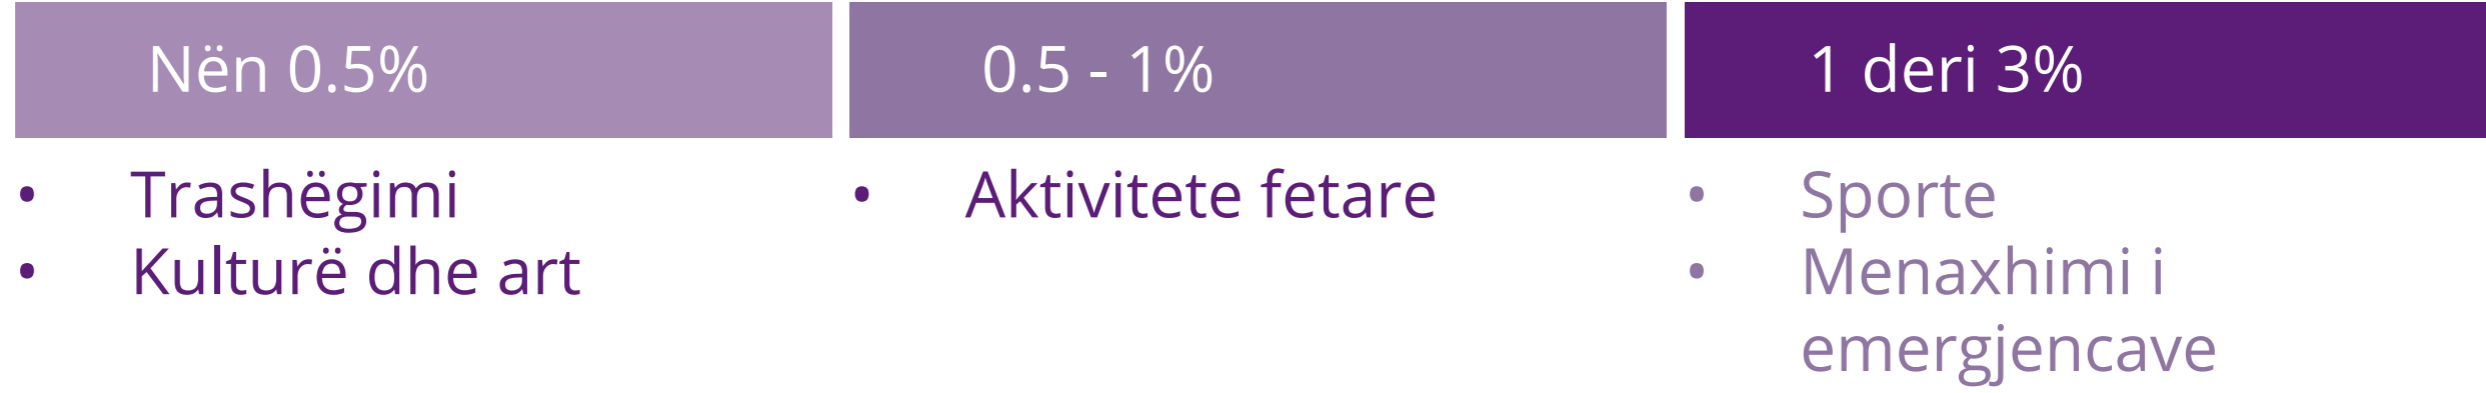 Nën 0.5%
• Trashëgimi
• Kulturë dhe art
0.5 - 1%
• Aktivitete fetare
1 deri 3%
• Sporte
• Menaxhimi i
emergjencave